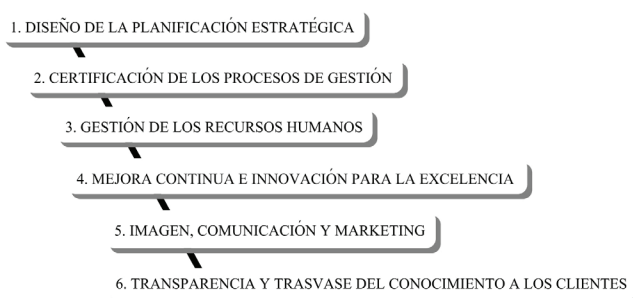 1. DISEÑO DE LA PLANIFICACIÓN ESTRATÉGICA
2. CERTIFICACIÓN DE LOS PROCESOS DE GESTIÓN
3. GESTIÓN DE LOS RECURSOS HUMANOS
4. MEJORA CONTINUA E INNOVACIÓN PARA LA EXCELENCIA
5. IMAGEN, COMUNICACIÓN Y MARKETING
6. TRANSPARENCIA Y TRASVASE DEL CONOCIMIENTO A LOS CLIENTES